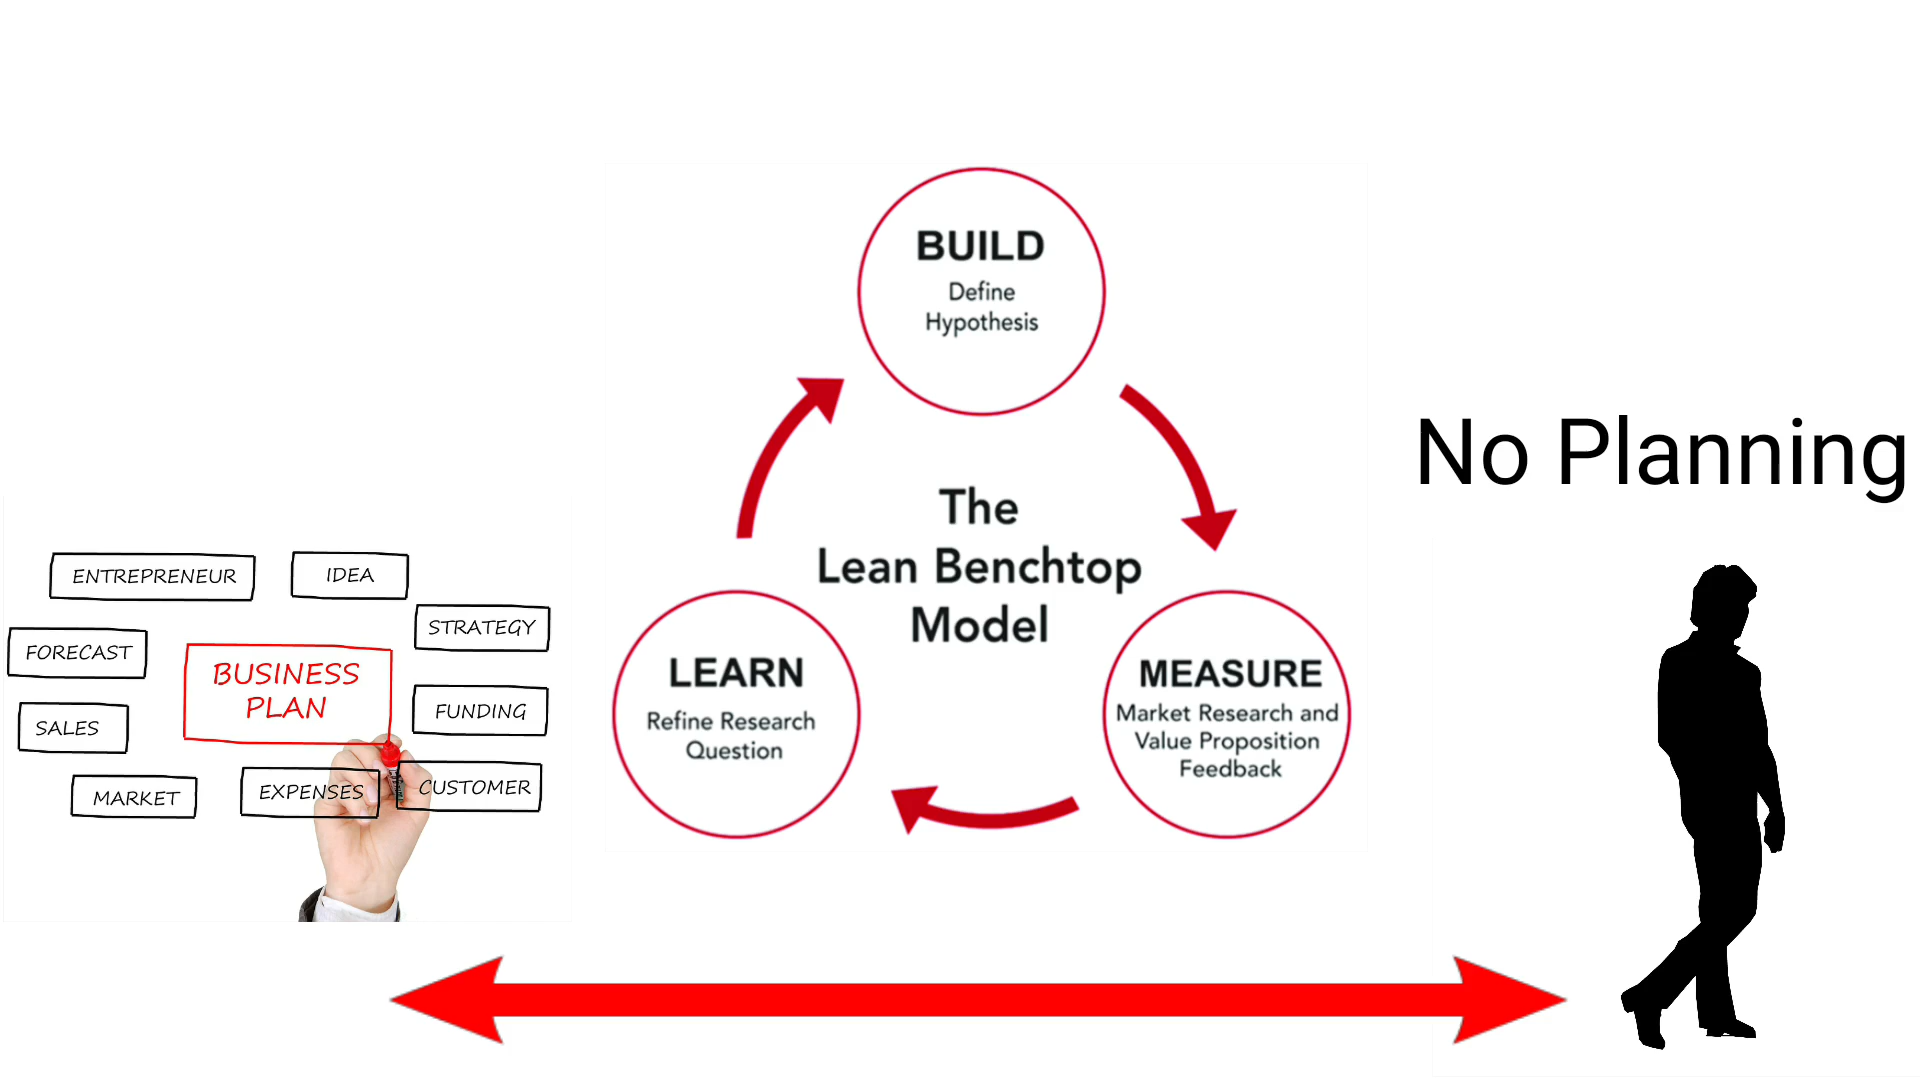 ENTREPRENEUR
IDEA
STRATEGY
FORECAST
BUSINESS
PLAN
SALES
FUNDING
MARKET
EXPENSES
CUSTOMER
BUILD
Define
Hypothesis
The
Lean Benchtop
Model
LEARN
Refine Research
Question
MEASURE
Market Research and
Value Proposition
Feedback
No Planning